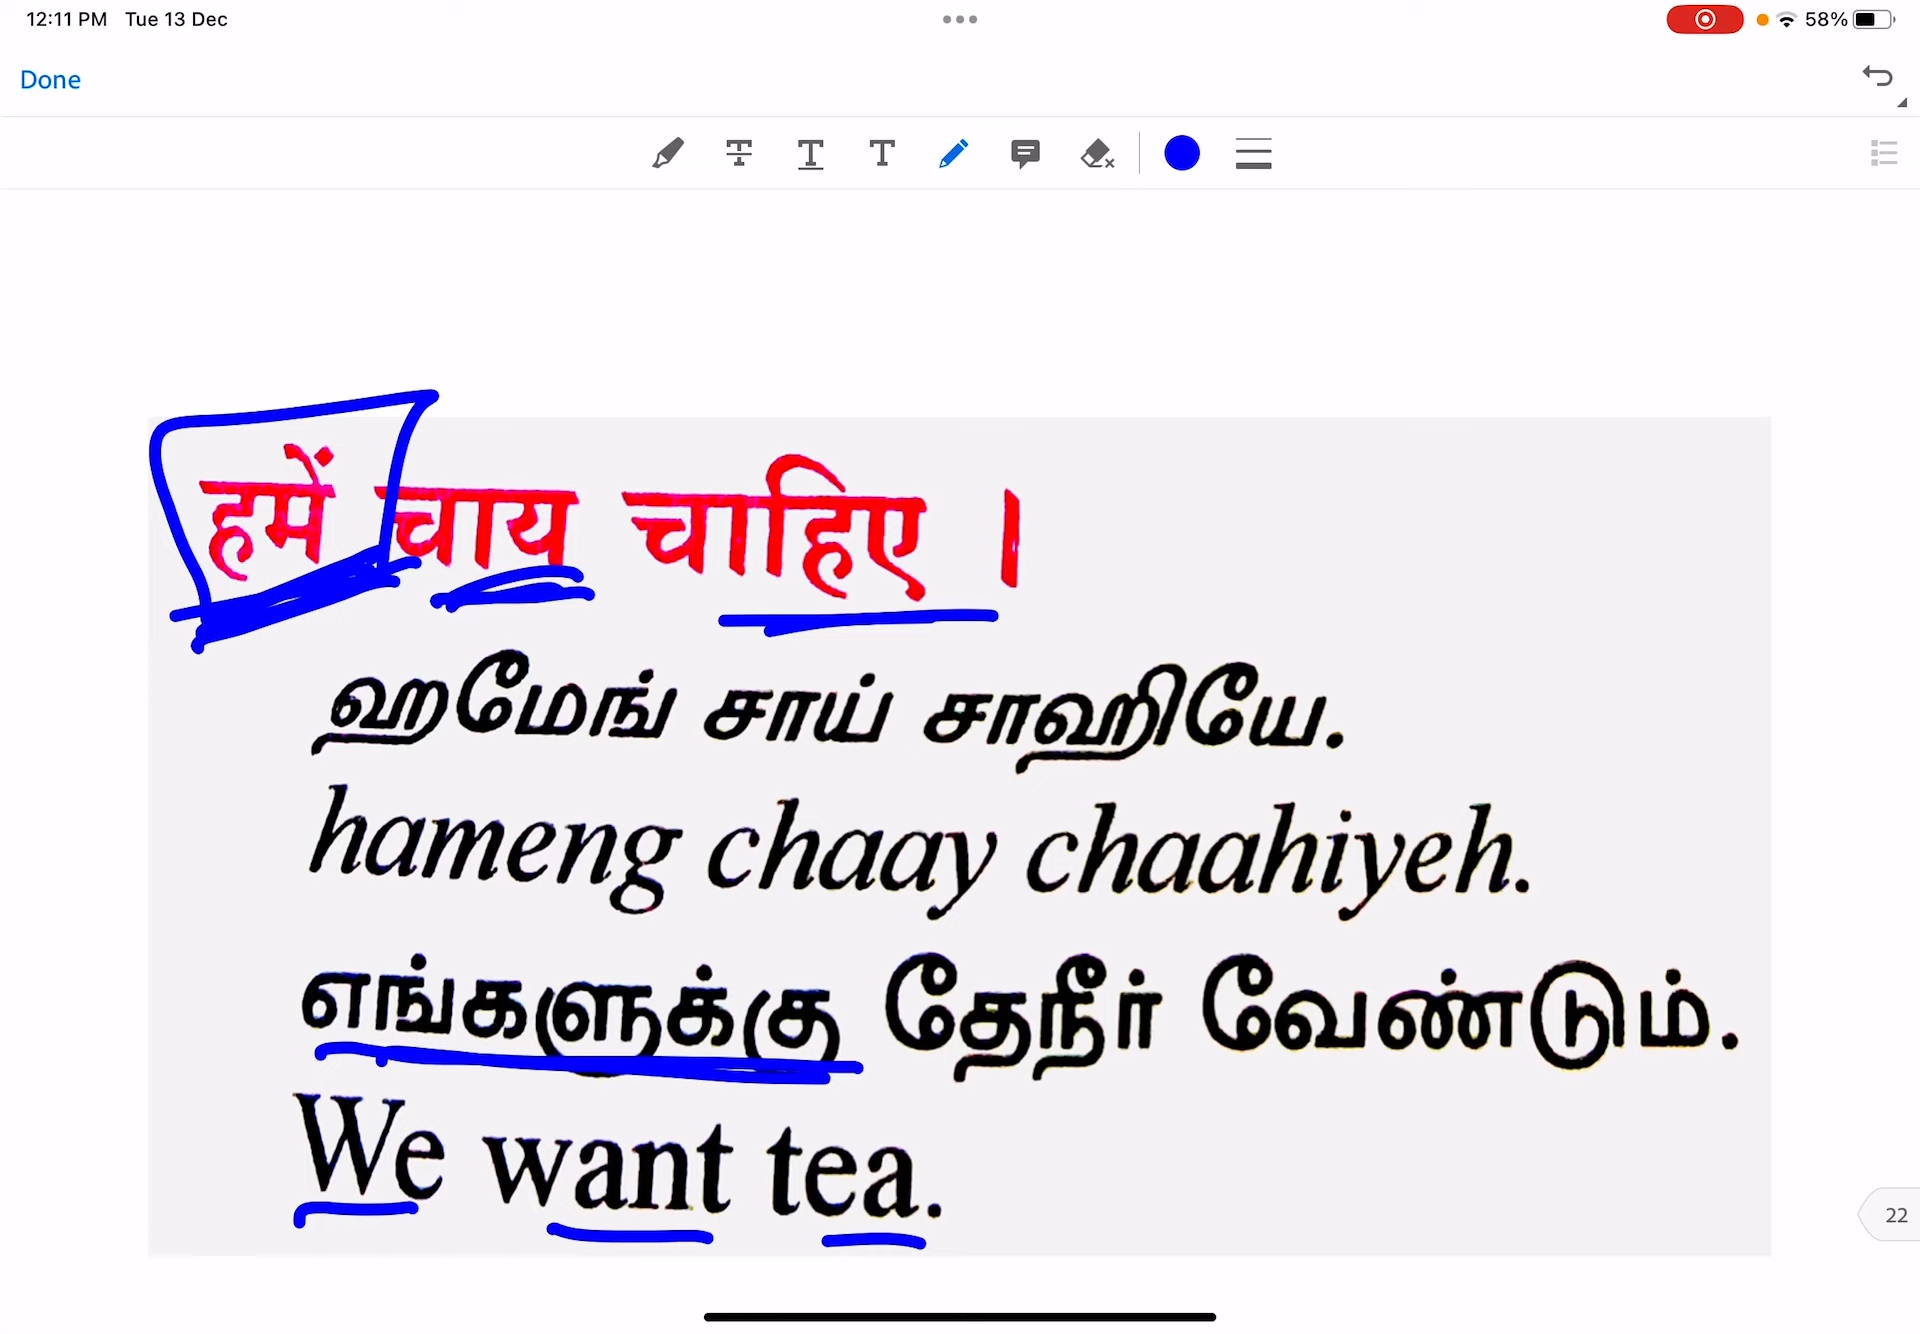 12:11 PM Tue 13 Dec 58%
Done
T T T
हमें चाय चाहिए ।
ஹமேங் சாய் சாஹியே.
hameng chaay chaahiyeh.
எங்களுக்கு தேநீர் வேண்டும்.
We want tea.
22